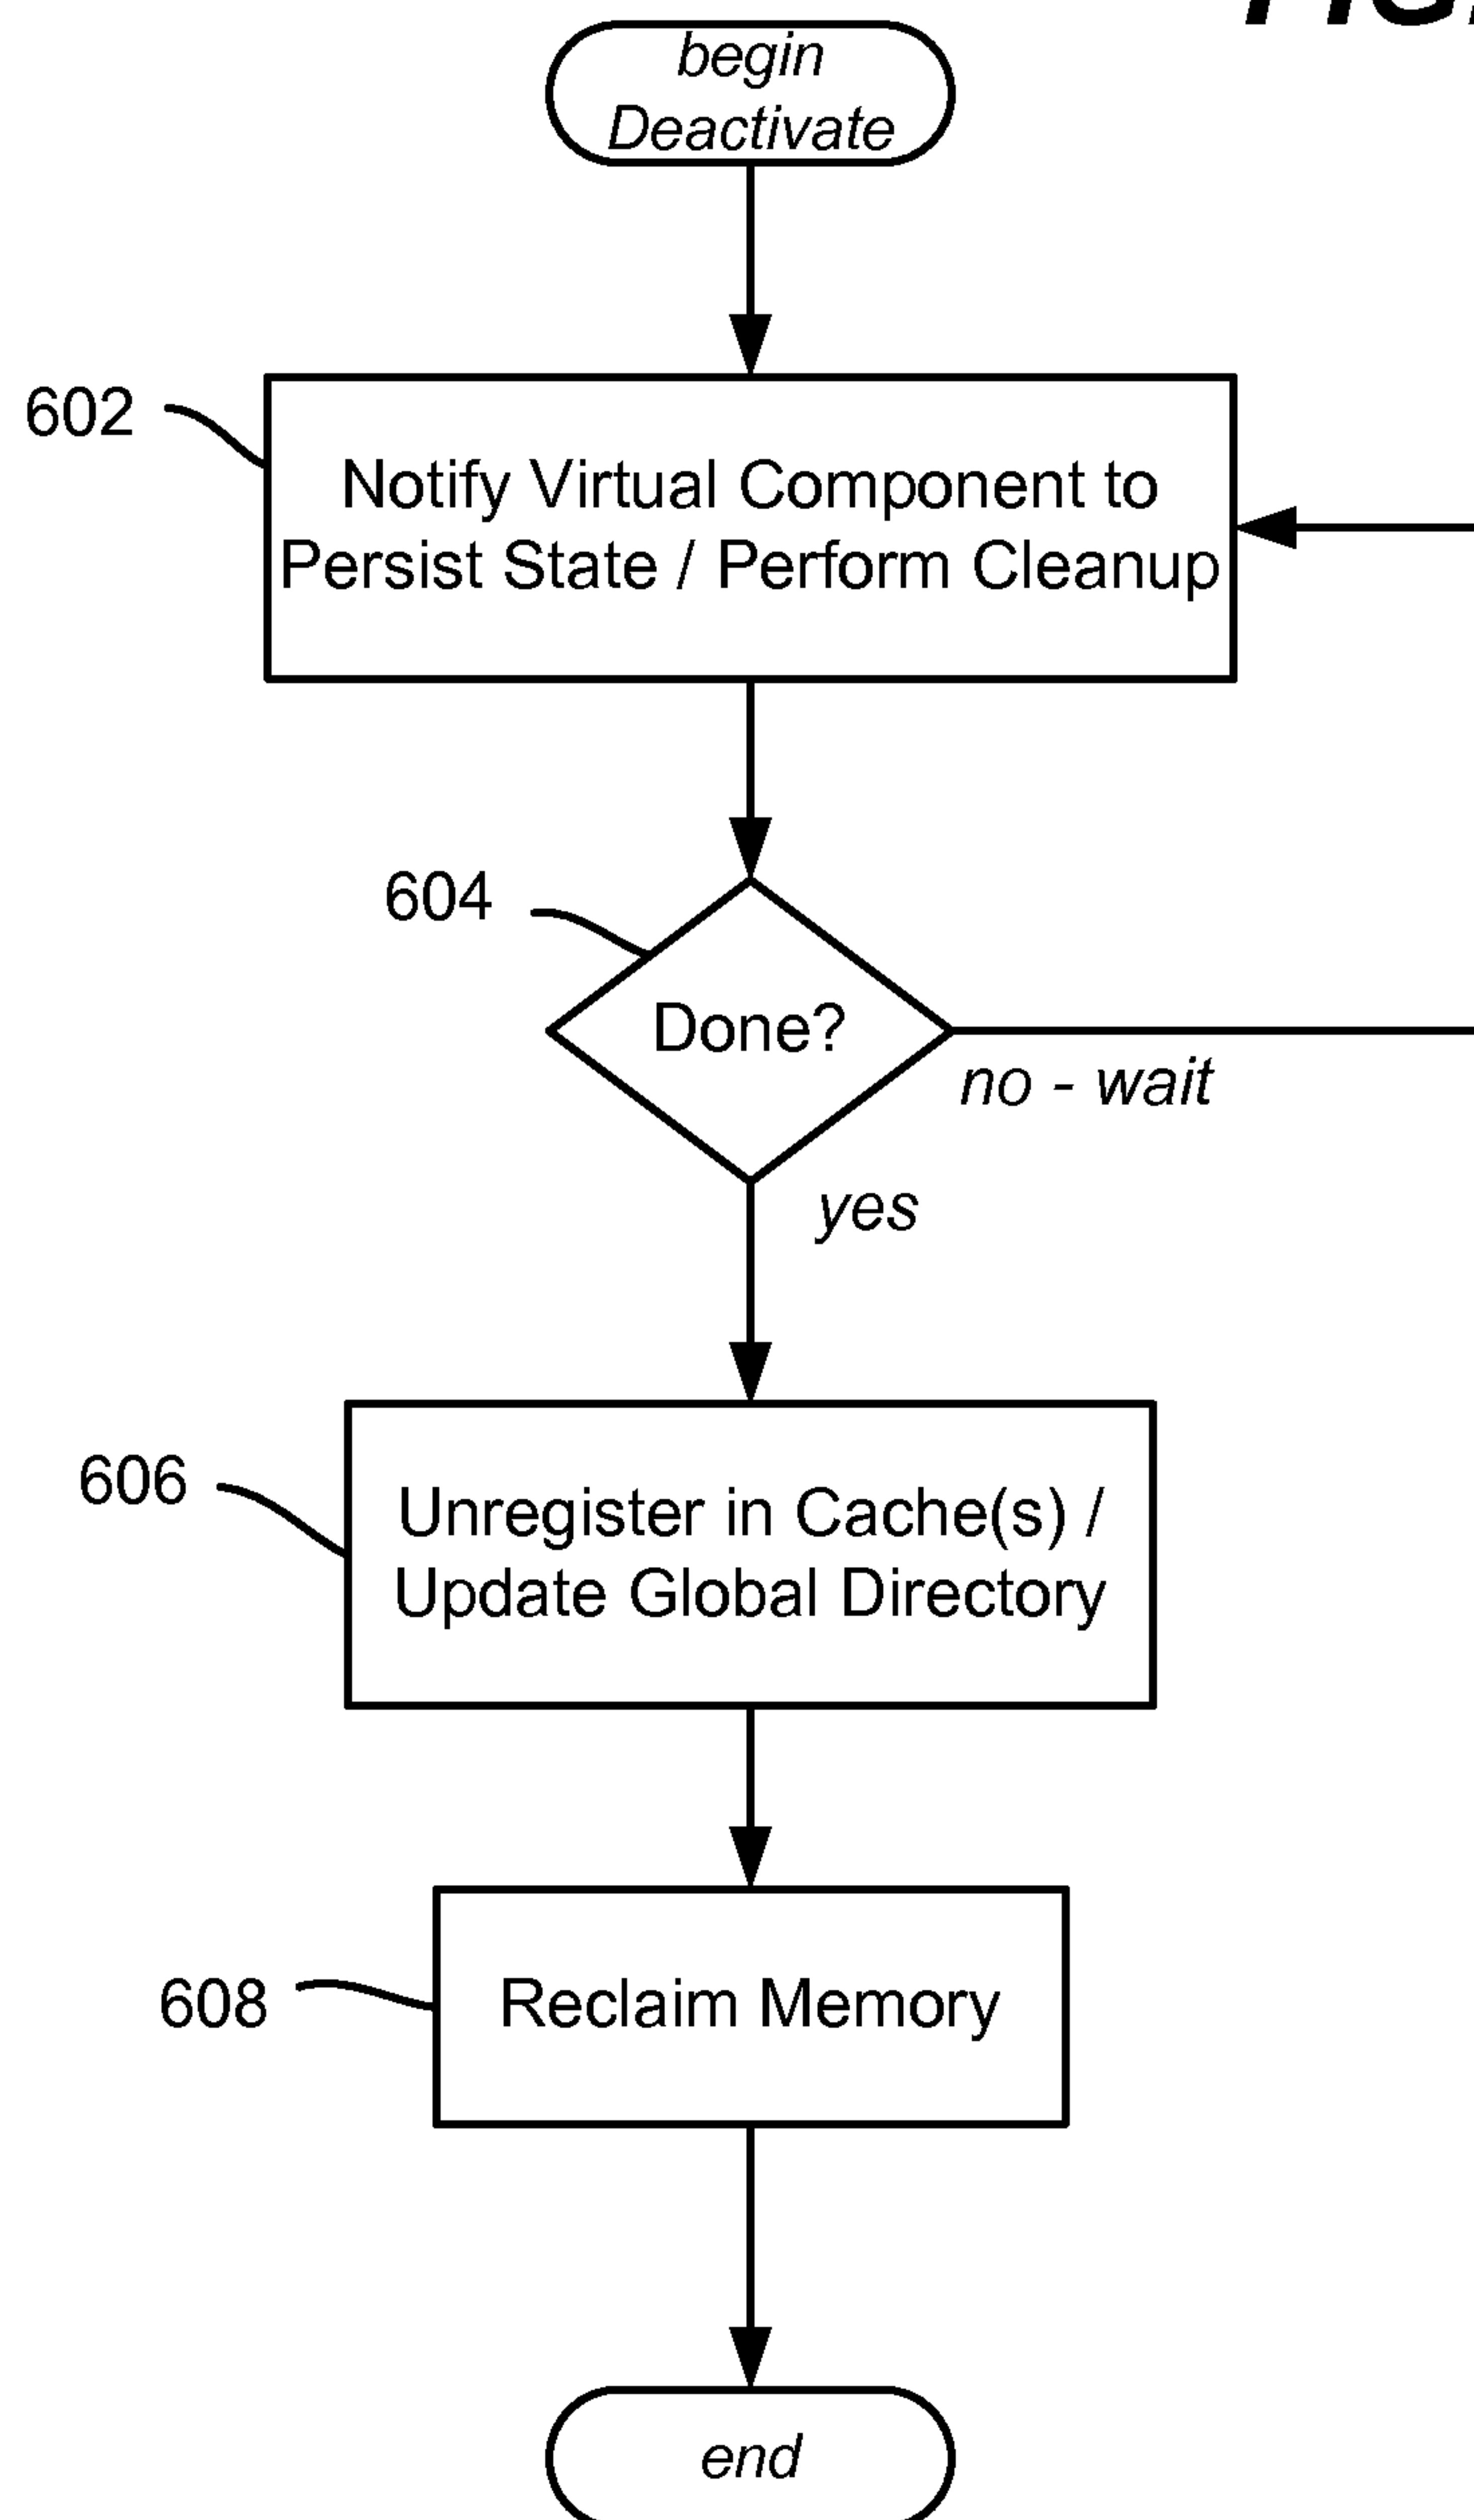 begin
Deactivate
602
Notify Virtual Component to
Persist State / Perform Cleanup
604
Done?
no - wait
yes
606
Unregister in Cache(s) /
Update Global Directory
608
Reclaim Memory
end